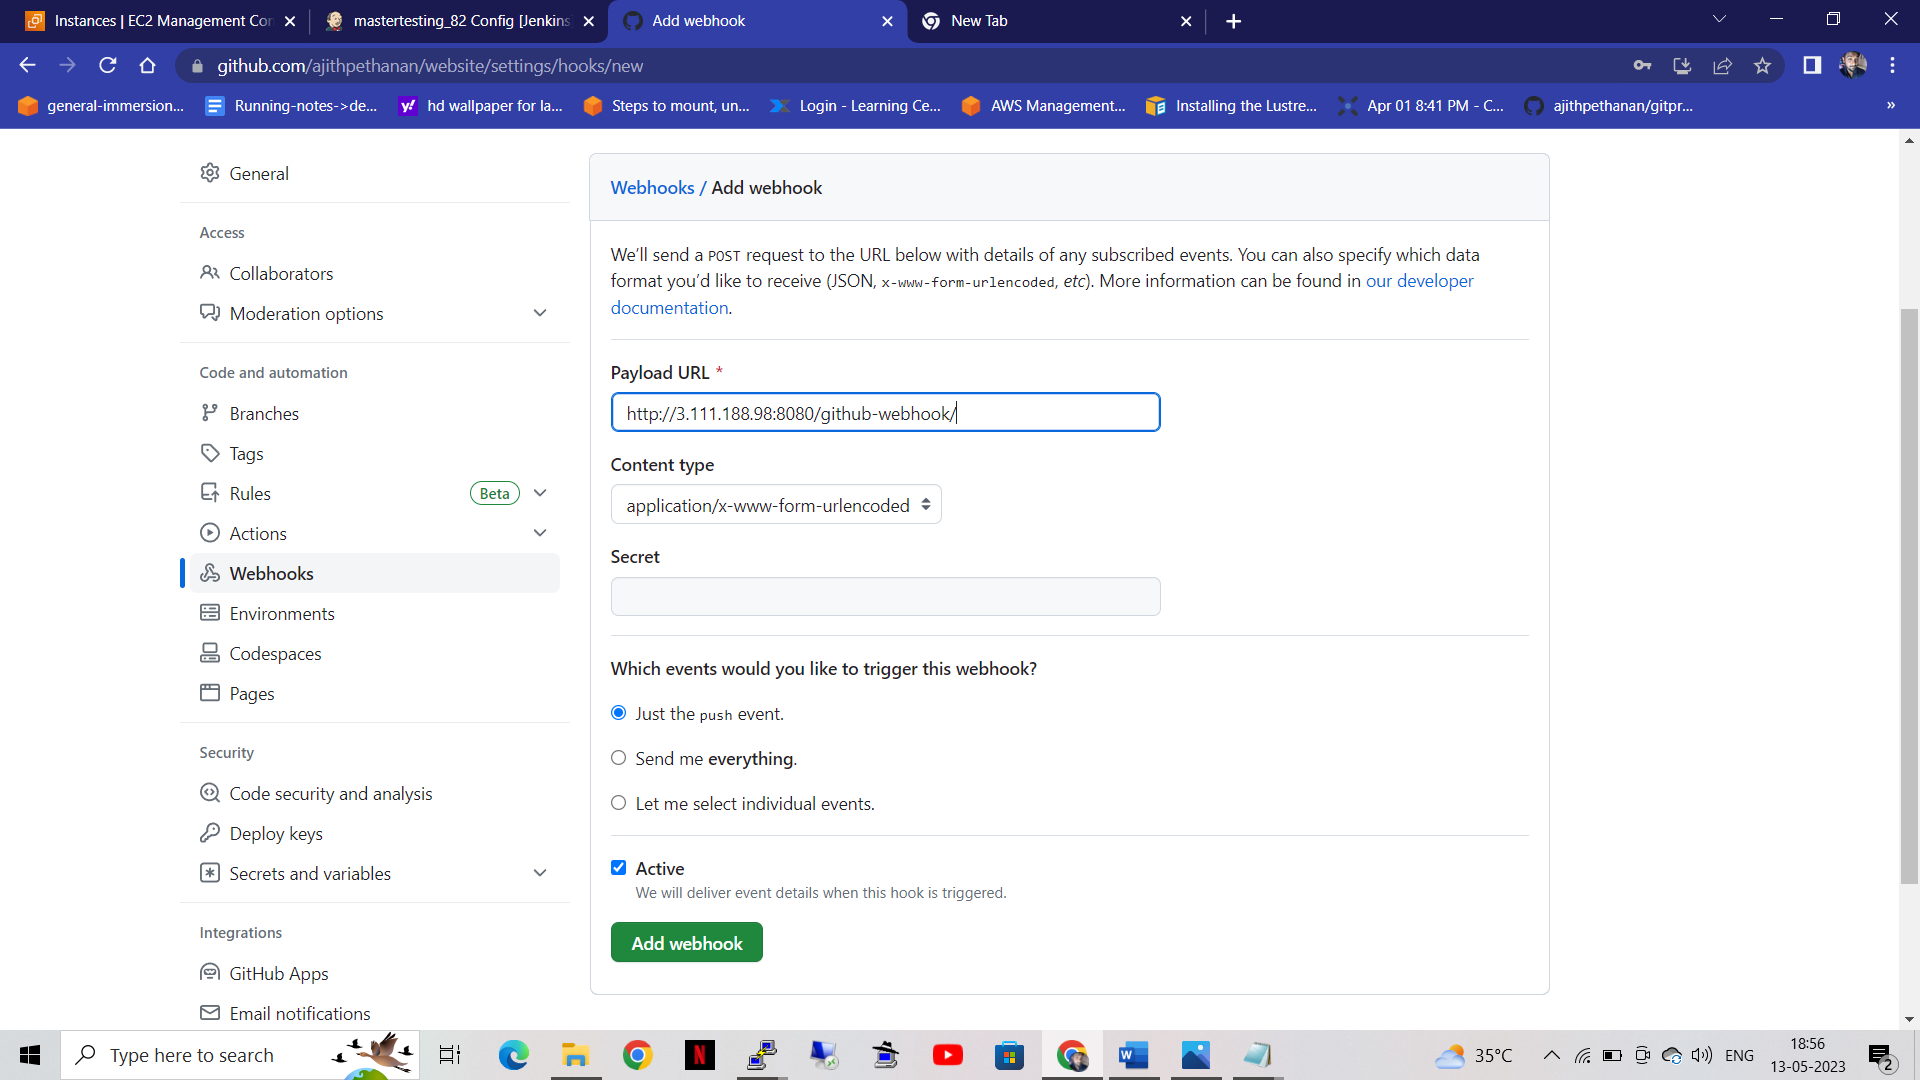 Instances | EC2 Management Con
mastertesting_82 Config [Jenkins
Add webhook
New Tab
github.com/ajithpethanan/website/settings/hooks/new
general-immersion...
Running-notes->de...
hd wallpaper for la...
Steps to mount, un...
Login - Learning Ce...
AWS Management...
Installing the Lustre...
Apr 01 8:41 PM - C...
ajithpethanan/gitpr...
»
General
Access
Collaborators
Moderation options
Code and automation
Branches
Tags
Rules
Beta
Actions
Webhooks
Environments
Codespaces
Pages
Security
Code security and analysis
Deploy keys
Secrets and variables
Integrations
GitHub Apps
Email notifications
Webhooks / Add webhook
We'll send a POST request to the URL below with details of any subscribed events. You can also specify which data
format you'd like to receive (JSON, x-www-form-urlencoded, etc). More information can be found in our developer
documentation.
Payload URL *
http://3.111.188.98:8080/github-webhook/
Content type
application/x-www-form-urlencoded
Secret
Which events would you like to trigger this webhook?
Just the push event.
Send me everything.
Let me select individual events.
Active
We will deliver event details when this hook is triggered.
Add webhook
Type here to search
35°C
ENG
18:56
13-05-2023
2